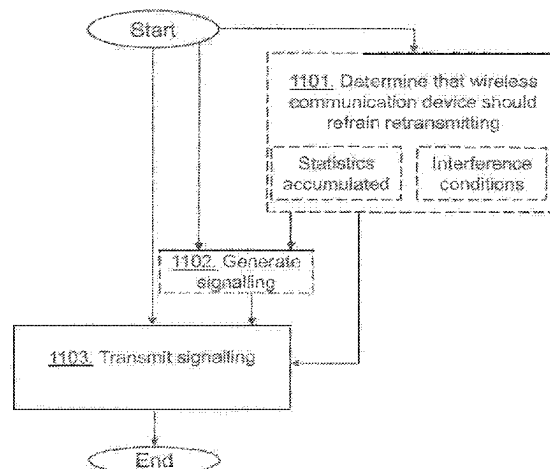 Start
1101. Determine that wireless
communication device should
refrain retransmitting
Statistics
accumulated
Interference
conditions
1102. Generate
signalling
1103. Transmit signalling
End